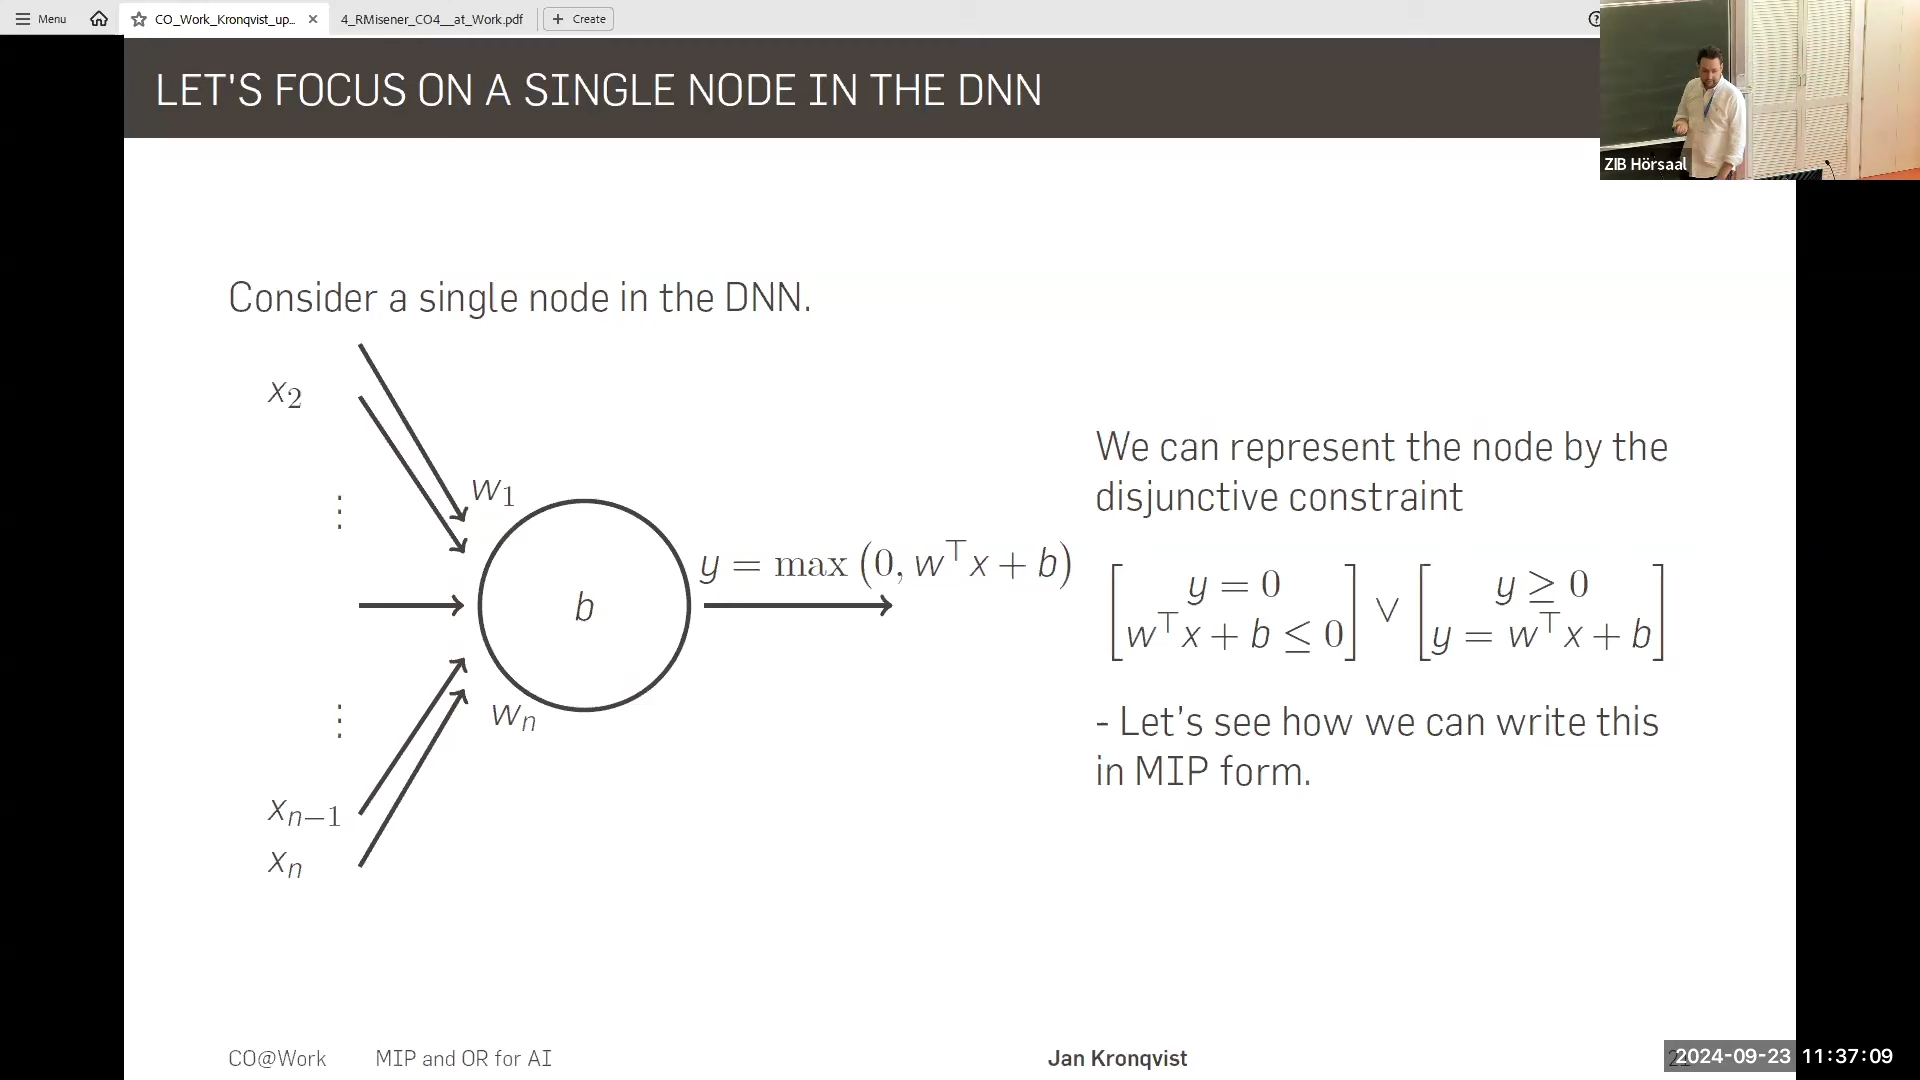 Menu
CO_Work_Kronqvist_up...
4_RMisener_CO4__at_Work.pdf
Create
LET'S FOCUS ON A SINGLE NODE IN THE DNN
ZIB Hörsaal
Consider a single node in the DNN.
x₂
⋮
w₁
b
y = max (0, w⊤x + b)
⋮
wₙ
xₙ₋₁
xₙ
We can represent the node by the
disjunctive constraint
[ y = 0 ] ∨ [ y ≥ 0 ]
[ w⊤x + b ≤ 0 ] [ y = w⊤x + b ]
- Let's see how we can write this
in MIP form.
CO@Work MIP and OR for AI Jan Kronqvist
2024-09-23 11:37:09